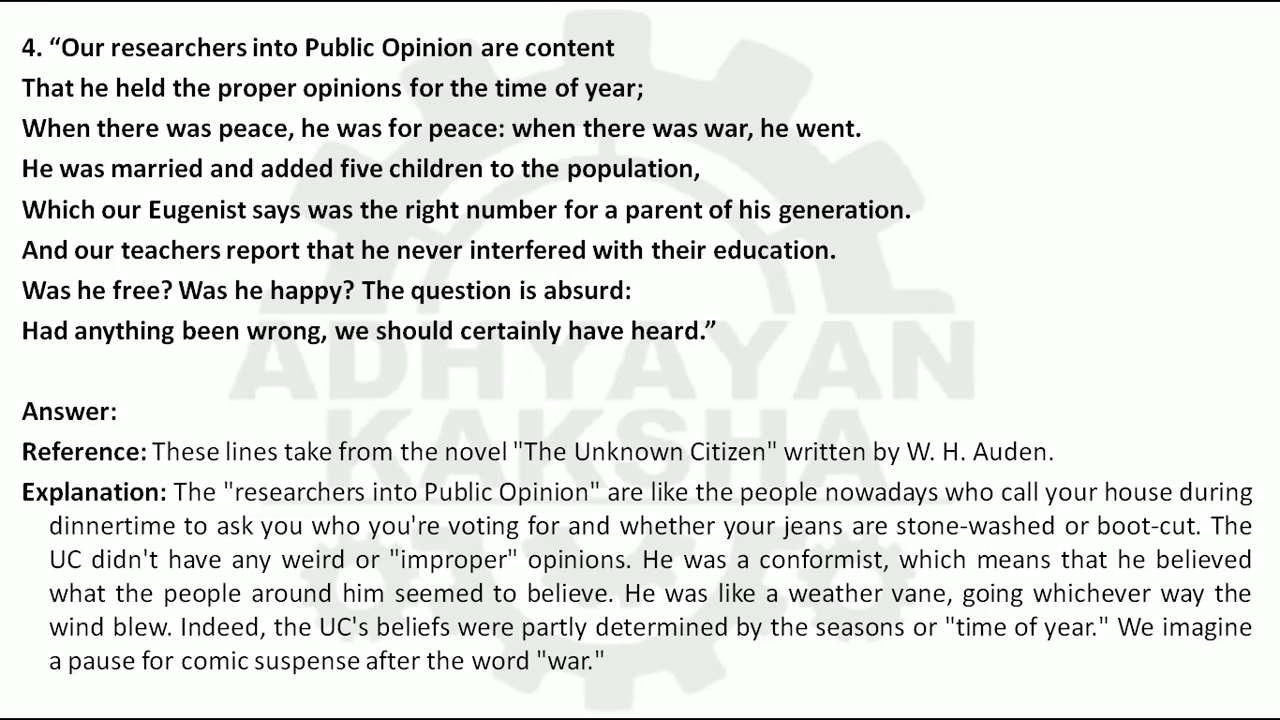 4. “Our researchers into Public Opinion are content
That he held the proper opinions for the time of year;
When there was peace, he was for peace: when there was war, he went.
He was married and added five children to the population,
Which our Eugenist says was the right number for a parent of his generation.
And our teachers report that he never interfered with their education.
Was he free? Was he happy? The question is absurd:
Had anything been wrong, we should certainly have heard.”
ADHYAYAN
KAKSHA
Answer:
Reference: These lines take from the novel "The Unknown Citizen" written by W. H. Auden.
Explanation: The "researchers into Public Opinion" are like the people nowadays who call your house during
dinnertime to ask you who you're voting for and whether your jeans are stone-washed or boot-cut. The
UC didn't have any weird or "improper" opinions. He was a conformist, which means that he believed
what the people around him seemed to believe. He was like a weather vane, going whichever way the
wind blew. Indeed, the UC's beliefs were partly determined by the seasons or "time of year." We imagine
a pause for comic suspense after the word "war."